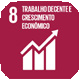 8 TRABALHO DECENTE E
CRESCIMENTO
ECONÔMICO